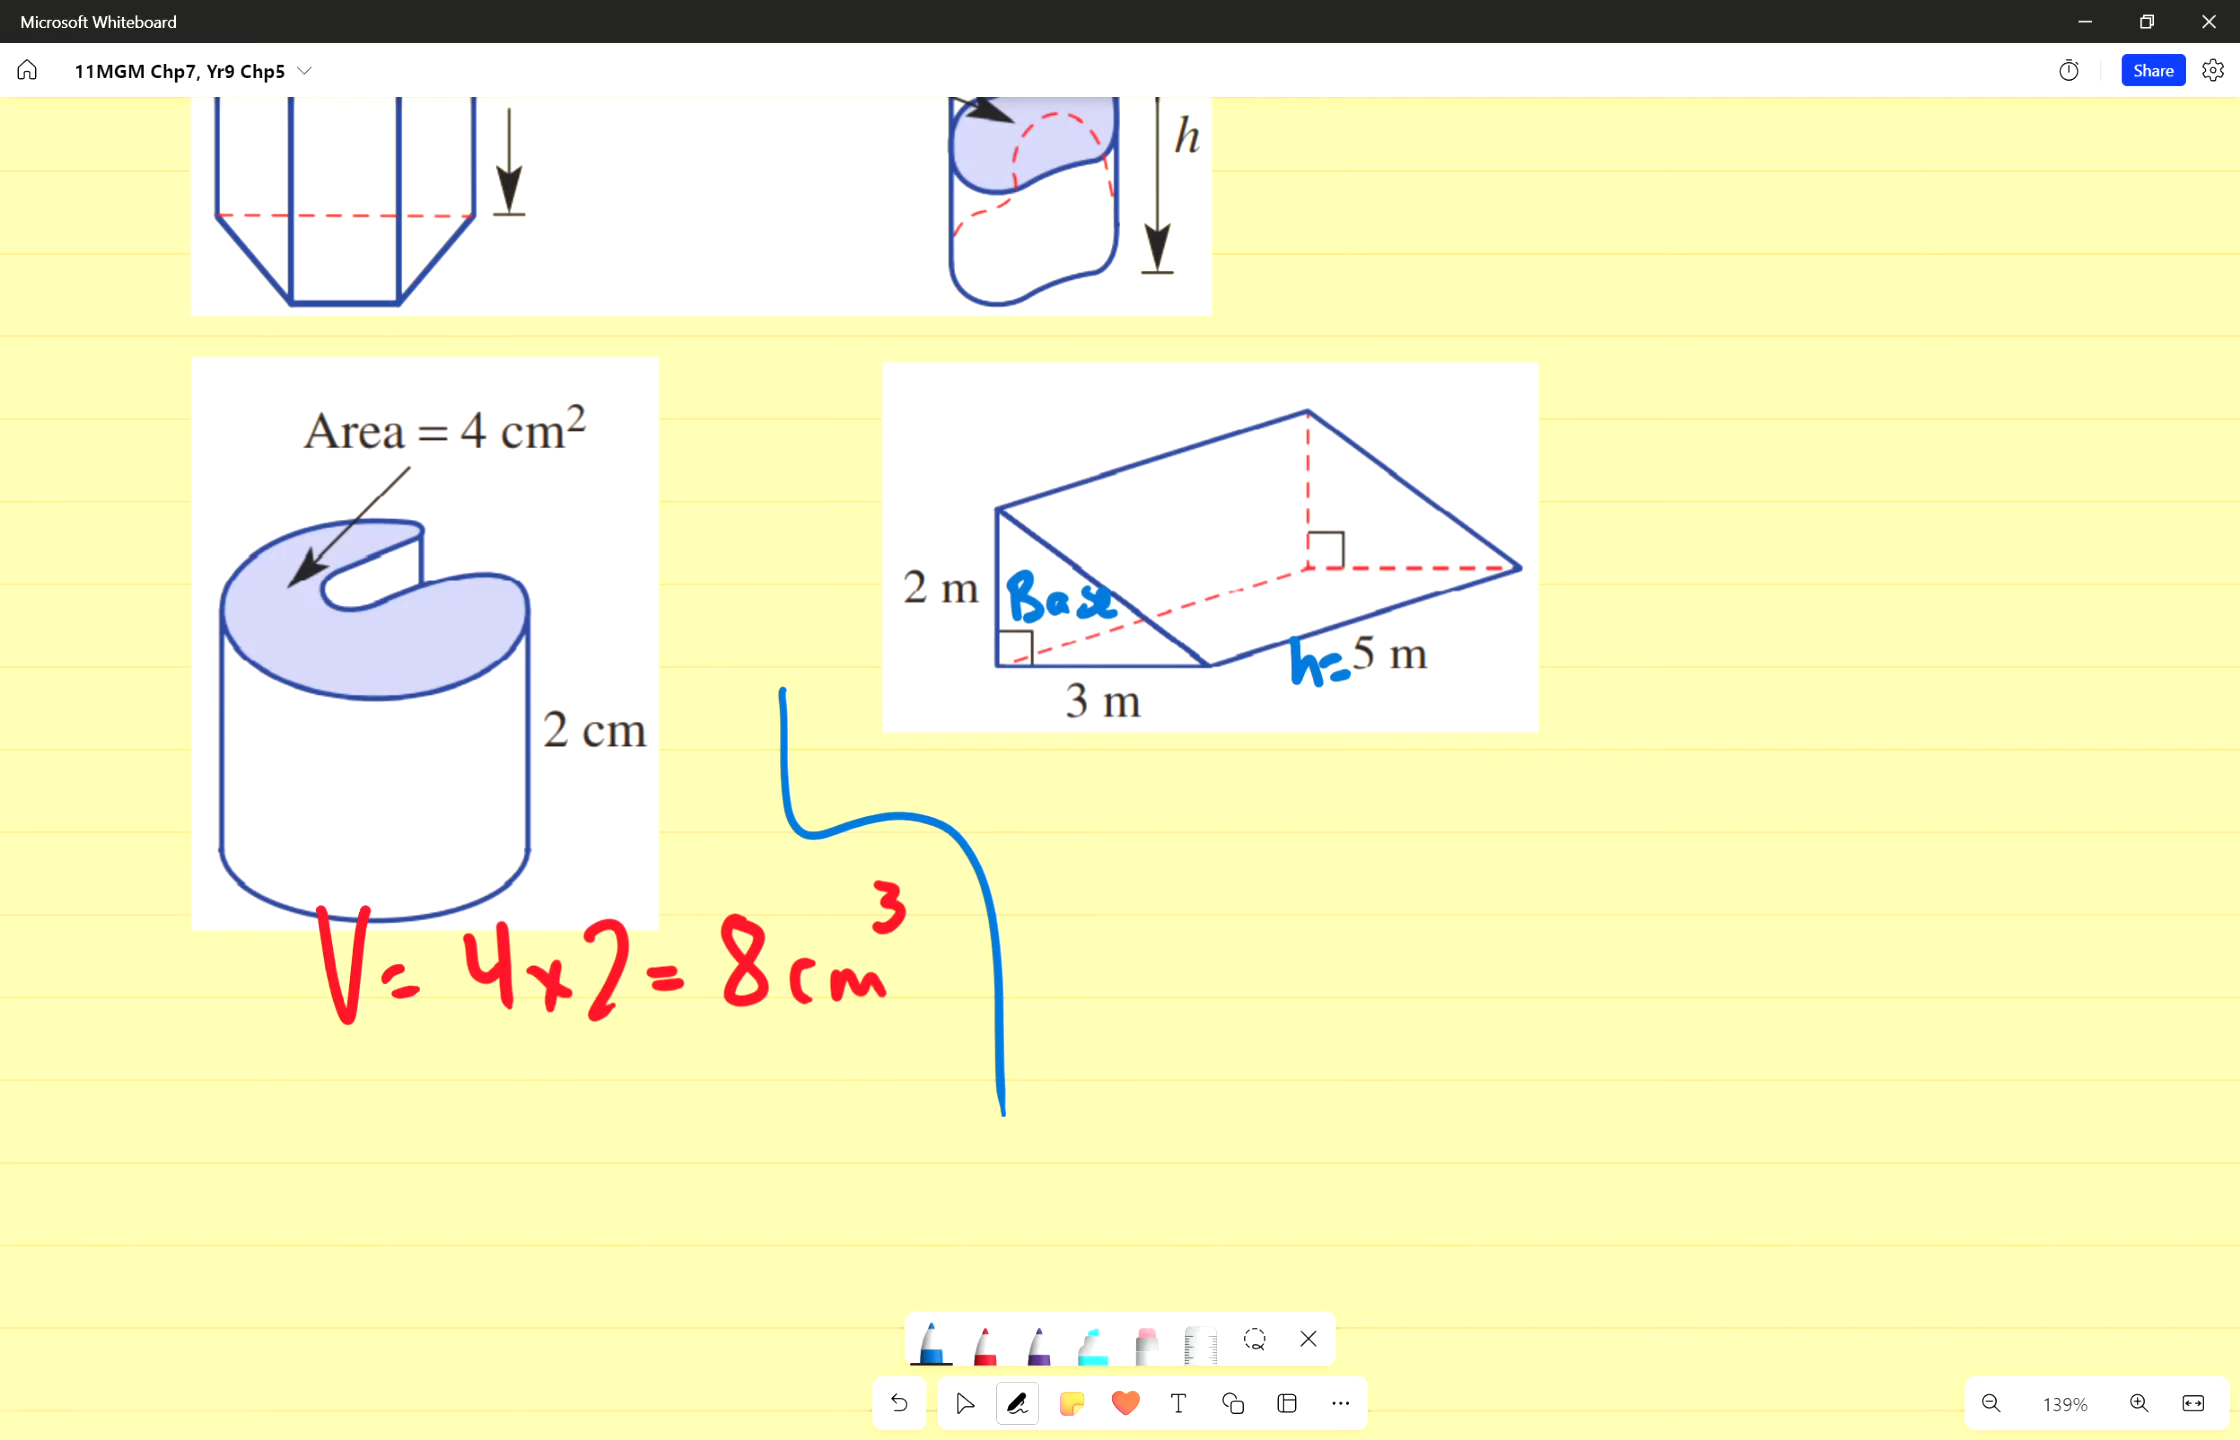 Microsoft Whiteboard
11MGM Chp7, Yr9 Chp5
Share
h
Area = 4 cm²
2 cm
V = 4 x 2 = 8 cm³
2 m
Base
h = 5 m
3 m
139%